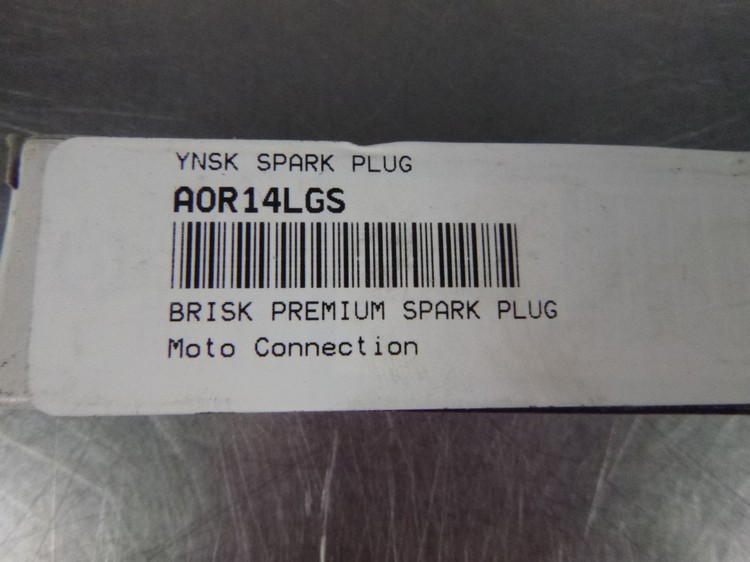 YNSK SPARK PLUG
AOR14LGS
BRISK PREMIUM SPARK PLUG
Moto Connection